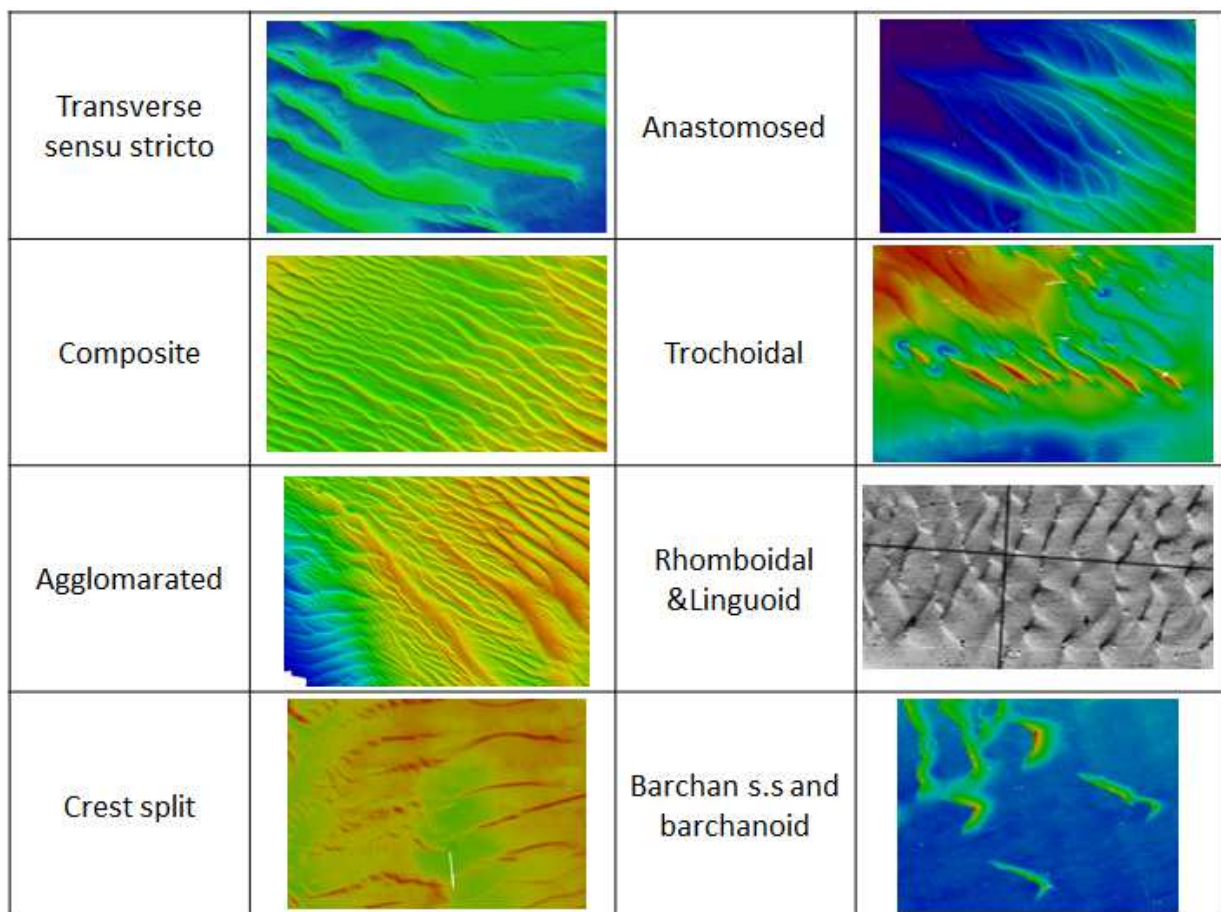 Transverse
sensu stricto
Anastomosed
Composite
Trochoidal
Agglomarated
Rhomboidal
&Linguoid
Crest split
Barchan s.s and
barchanoid